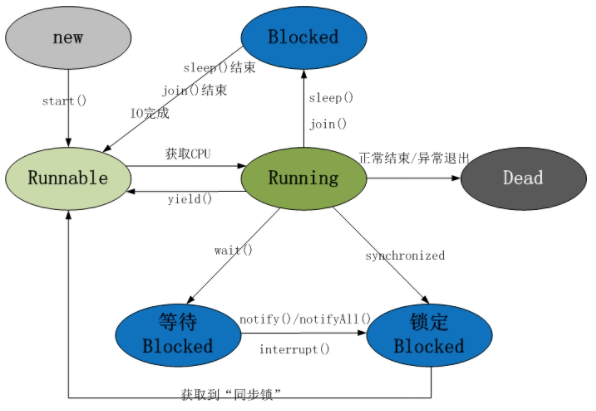 new
Blocked
sleep()结束
join()结束
IO完成
start()
sleep()
join()
获取CPU
正常结束/异常退出
Runnable
Running
Dead
yield()
wait()
synchronized
等待
Blocked
notify()/notifyAll()
interrupt()
锁定
Blocked
获取到“同步锁”